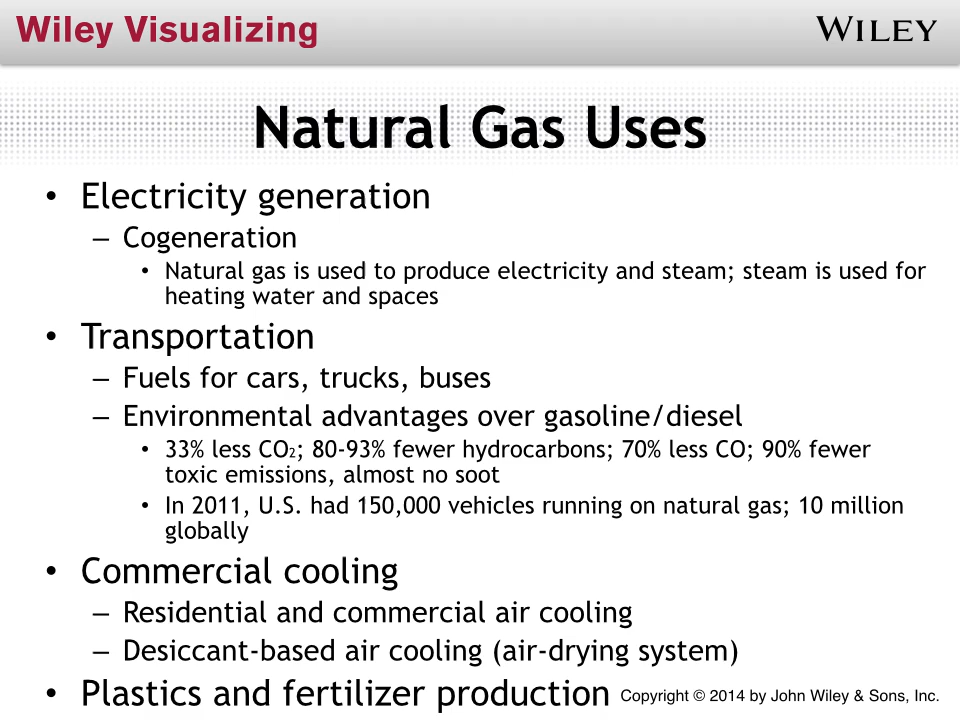 Wiley Visualizing
WILEY
Natural Gas Uses
• Electricity generation
– Cogeneration
• Natural gas is used to produce electricity and steam; steam is used for
heating water and spaces
• Transportation
– Fuels for cars, trucks, buses
– Environmental advantages over gasoline/diesel
• 33% less CO₂; 80-93% fewer hydrocarbons; 70% less CO; 90% fewer
toxic emissions, almost no soot
• In 2011, U.S. had 150,000 vehicles running on natural gas; 10 million
globally
• Commercial cooling
– Residential and commercial air cooling
– Desiccant-based air cooling (air-drying system)
• Plastics and fertilizer production
Copyright © 2014 by John Wiley & Sons, Inc.